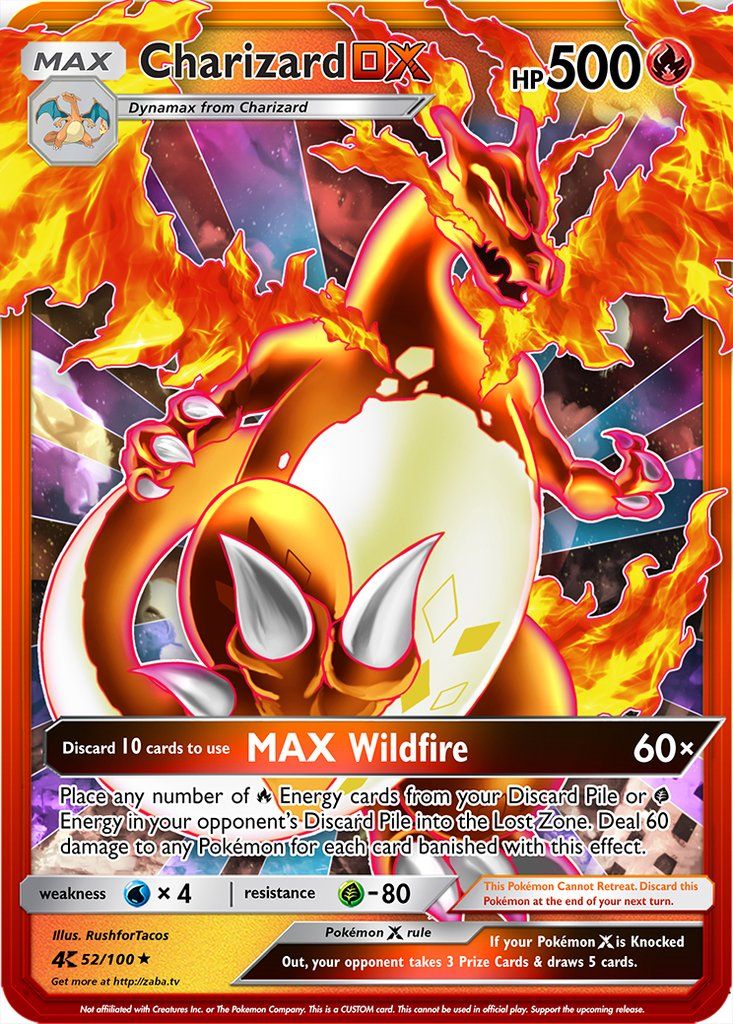 MAX
Charizard DX
HP 500
Dynamax from Charizard
Discard 10 cards to use MAX Wildfire 60×
Place any number of Energy cards from your Discard Pile or
Energy in your opponent's Discard Pile into the Lost Zone. Deal 60
damage to any Pokémon for each card banished with this effect.
weakness × 4 | resistance -80
This Pokémon Cannot Retreat. Discard this
Pokémon at the end of your next turn.
Illus. RushforTacos
4K 52/100 ★
Get more at http://zaba.tv
Pokémon X rule
If your Pokémon X is Knocked
Out, your opponent takes 3 Prize Cards & draws 5 cards.
Not affiliated with Creatures Inc. or The Pokemon Company. This is a CUSTOM card. This cannot be used in official play. Support the upcoming release.